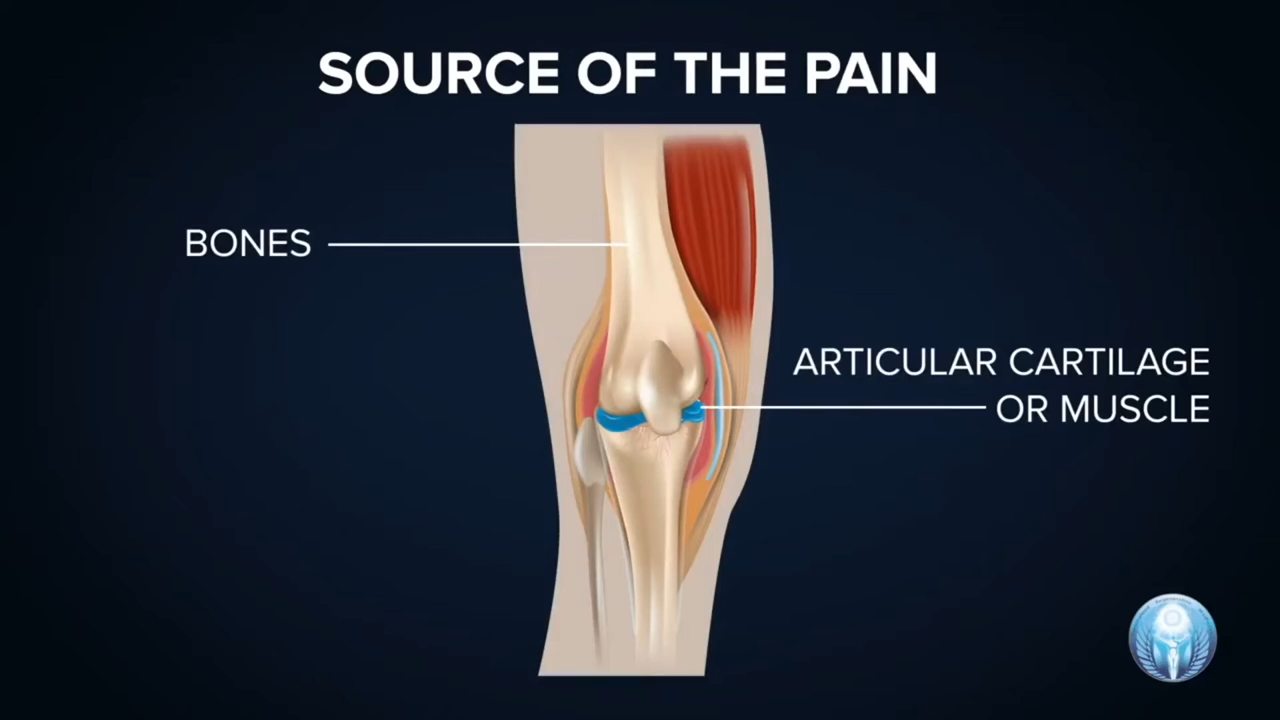 SOURCE OF THE PAIN
BONES
ARTICULAR CARTILAGE
OR MUSCLE